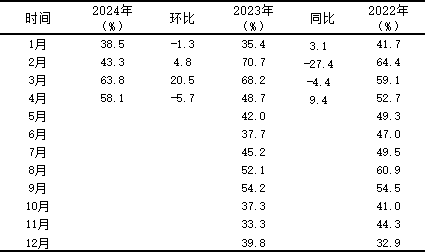 时间 2024年(%) 环比 2023年(%) 同比 2022年(%)
1月 38.5 -1.3 35.4 3.1 41.7
2月 43.3 4.8 70.7 -27.4 64.4
3月 63.8 20.5 68.2 -4.4 59.1
4月 58.1 -5.7 48.7 9.4 52.7
5月 42.0 49.3
6月 37.7 47.0
7月 45.2 49.5
8月 52.1 60.9
9月 54.2 54.5
10月 37.3 41.0
11月 33.3 44.3
12月 39.8 32.9